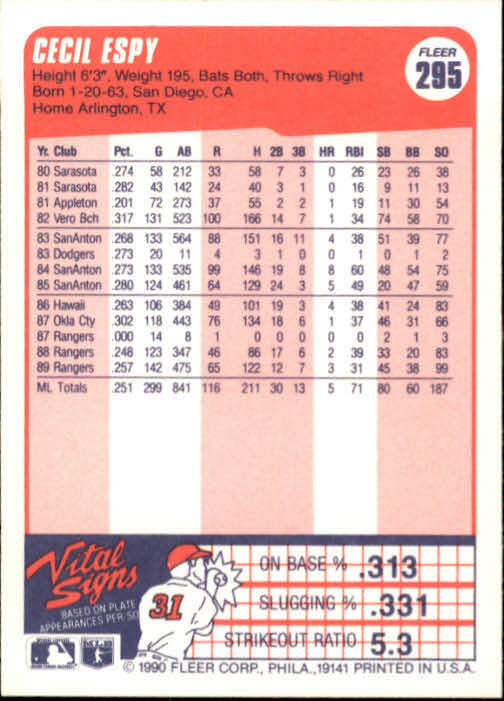 CECIL ESPY
FLEER
295
Height 6'3", Weight 195, Bats Both, Throws Right
Born 1-20-63, San Diego, CA
Home Arlington, TX
Yr. Club Pct. G AB R H 2B 3B HR RBI SB BB SO
80 Sarasota .274 58 212 33 58 7 3 0 26 23 26 38
81 Sarasota .282 43 142 24 40 3 1 0 16 9 11 13
81 Appleton .201 72 273 37 55 2 2 1 19 11 30 54
82 Vero Bch .317 131 523 100 166 14 7 1 34 74 58 70
83 SanAnton .268 133 564 88 151 16 11 4 38 51 39 77
83 Dodgers .273 20 11 4 3 1 0 0 1 0 1 2
84 SanAnton .273 133 535 99 146 19 8 8 60 48 54 75
85 SanAnton .280 124 461 64 129 24 3 5 49 20 47 59
86 Hawaii .263 106 384 49 101 19 3 4 38 41 24 83
87 Okla Cty .302 118 443 76 134 18 6 1 37 46 31 66
87 Rangers .000 14 8 1 0 0 0 0 0 2 1 3
88 Rangers .248 123 347 46 86 17 6 2 39 33 20 83
89 Rangers .257 142 475 65 122 12 7 3 31 45 38 99
ML Totals .251 299 841 116 211 30 13 5 71 80 60 187
Vital Signs
BASED ON PLATE
APPEARANCES PER SO
31
ON BASE % .313
SLUGGING % .331
STRIKEOUT RATIO 5.3
© 1990 FLEER CORP., PHILA., 19141 PRINTED IN U.S.A.